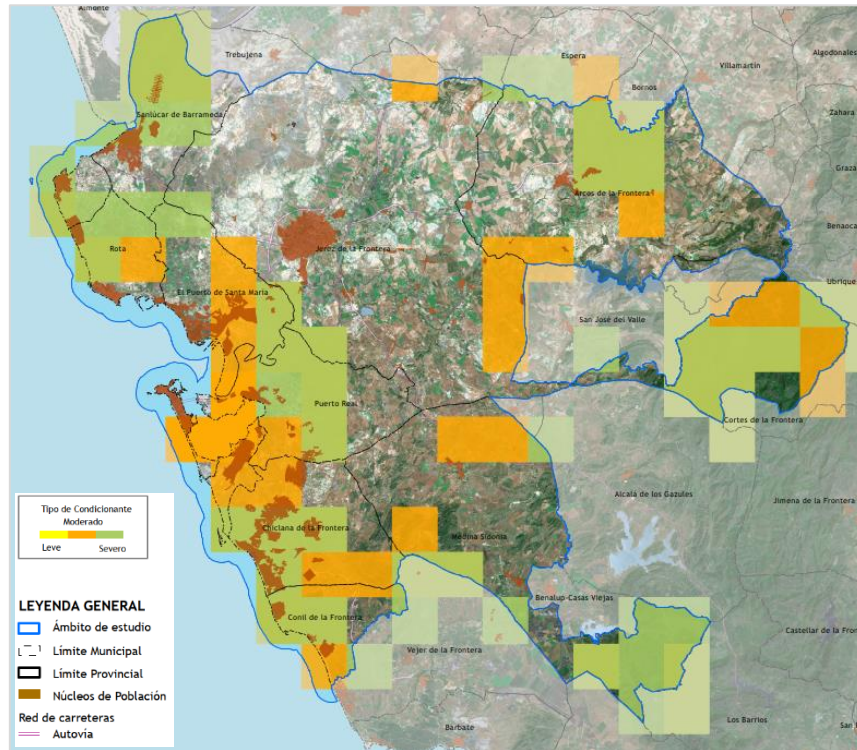 Almonte
Trebujena
Espera
Villamartín
Algodonales
Bornos
Zahara
Sanlúcar de Barrameda
Graza
Arcos de la Frontera
Benaoca
Rota
Jerez de la Frontera
Ubrique
El Puerto de Santa María
San José del Valle
Puerto Real
Cortes de la Frontera
Alcalá de los Gazules
Jimena de la Frontera
Chiclana de la Frontera
Medina Sidonia
Benalup-Casas Viejas
Conil de la Frontera
Castellar de la Fron
Vejer de la Frontera
Los Barrios
Barbate
Tipo de Condicionante
Moderado
Leve Severo
LEYENDA GENERAL
Ámbito de estudio
Límite Municipal
Límite Provincial
Núcleos de Población
Red de carreteras
Autovía